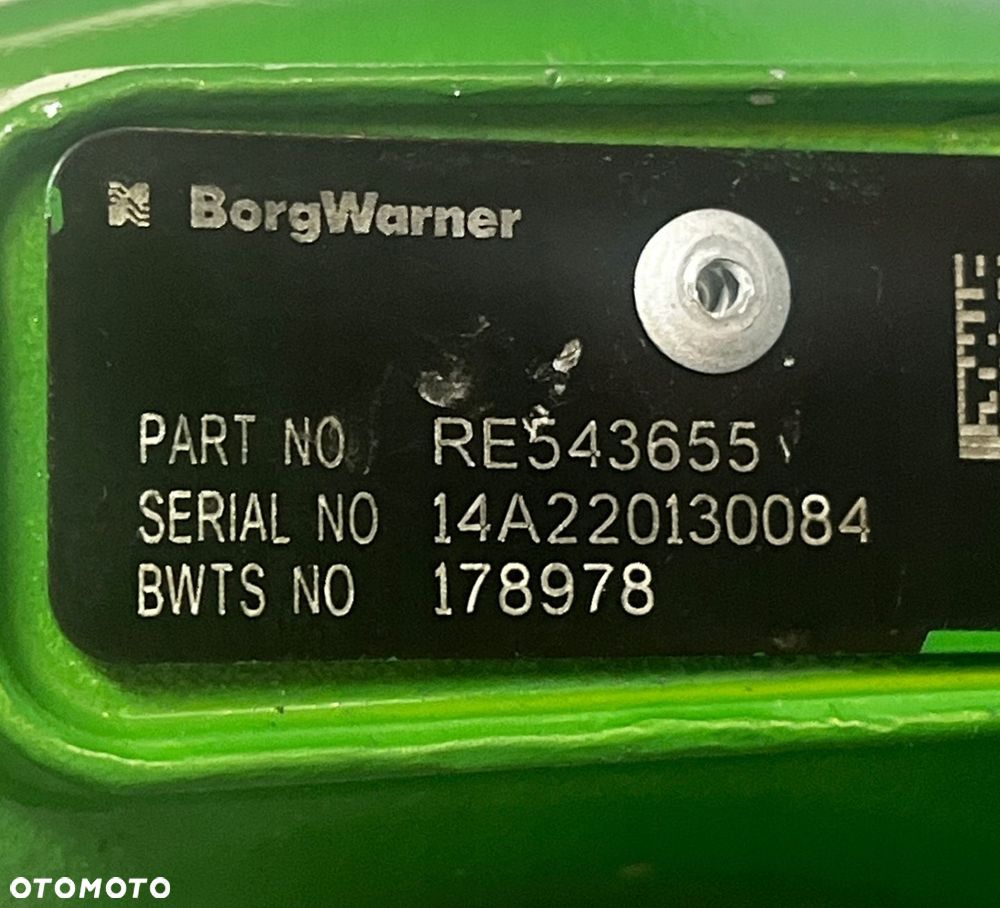 BorgWarner
PART NO RE543655
SERIAL NO 14A220130084
BWTS NO 178978
OTOMOTO